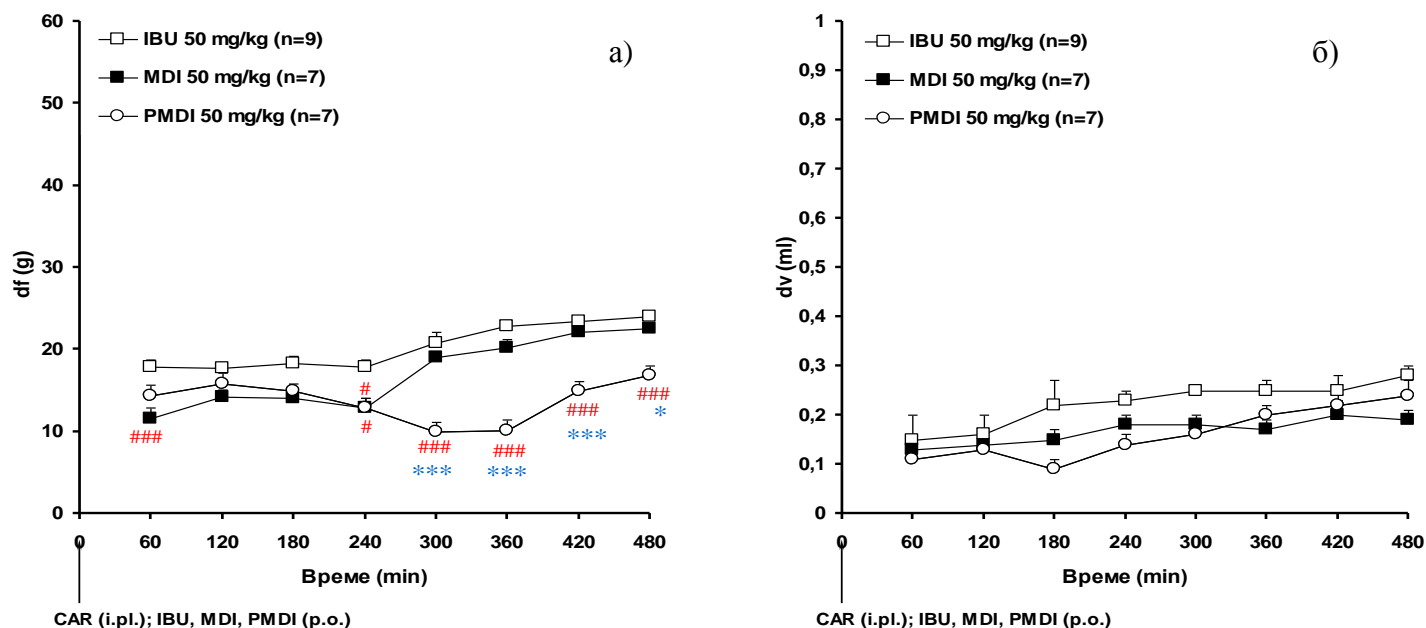 IBU 50 mg/kg (n=9)
MDI 50 mg/kg (n=7)
PMDI 50 mg/kg (n=7)
а)
df (g)
60
50
40
30
20
10
0
###
#
#
###
***
###
***
###
***
###
*
0 60 120 180 240 300 360 420 480
Време (min)
CAR (i.pl.); IBU, MDI, PMDI (p.o.)
IBU 50 mg/kg (n=9)
MDI 50 mg/kg (n=7)
PMDI 50 mg/kg (n=7)
б)
dv (ml)
1
0,9
0,8
0,7
0,6
0,5
0,4
0,3
0,2
0,1
0
0 60 120 180 240 300 360 420 480
Време (min)
CAR (i.pl.); IBU, MDI, PMDI (p.o.)